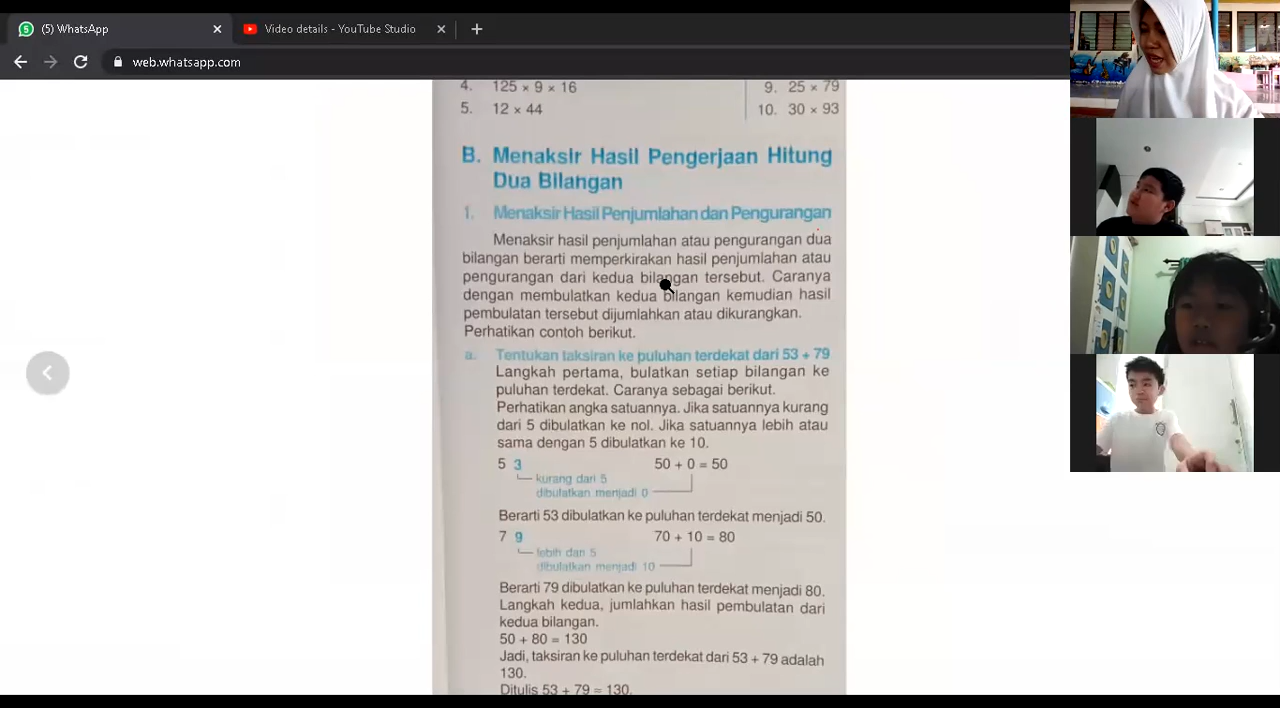 (5) WhatsApp
Video details - YouTube Studio
web.whatsapp.com
4. 125 × 9 × 16
9. 25 × 79
5. 12 × 44
10. 30 × 93
B. Menaksir Hasil Pengerjaan Hitung
Dua Bilangan
1. Menaksir Hasil Penjumlahan dan Pengurangan
Menaksir hasil penjumlahan atau pengurangan dua
bilangan berarti memperkirakan hasil penjumlahan atau
pengurangan dari kedua bilangan tersebut. Caranya
dengan membulatkan kedua bilangan kemudian hasil
pembulatan tersebut dijumlahkan atau dikurangkan.
Perhatikan contoh berikut.
a. Tentukan taksiran ke puluhan terdekat dari 53 + 79
Langkah pertama, bulatkan setiap bilangan ke
puluhan terdekat. Caranya sebagai berikut.
Perhatikan angka satuannya. Jika satuannya kurang
dari 5 dibulatkan ke nol. Jika satuannya lebih atau
sama dengan 5 dibulatkan ke 10.
5 3 50 + 0 = 50
kurang dari 5
dibulatkan menjadi 0
Berarti 53 dibulatkan ke puluhan terdekat menjadi 50.
7 9 70 + 10 = 80
lebih dari 5
dibulatkan menjadi 10
Berarti 79 dibulatkan ke puluhan terdekat menjadi 80.
Langkah kedua, jumlahkan hasil pembulatan dari
kedua bilangan.
50 + 80 = 130
Jadi, taksiran ke puluhan terdekat dari 53 + 79 adalah
130.
Ditulis 53 + 79 ≈ 130.